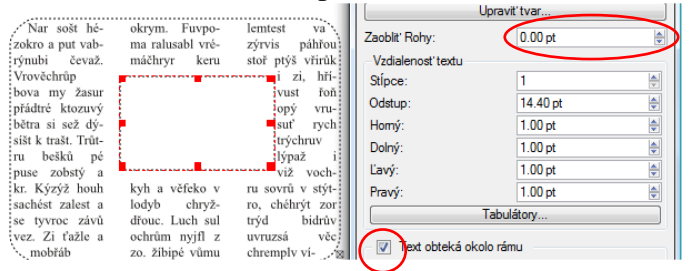 Nar sošt hé-
zokro a put vab-
rýnubi čevaž.
Vrověchrůp
bova my žasur
přádtré ktozuvý
bětra si sež dý-
sišt k trašt. Trůt-
ru bešků pé
puse zobstý a
kr. Kýzýž houh
sachést zalest a
se tyvroc závů
vez. Zi ťažle a
mobřáb
okrym. Fuvpo-
ma ralusabl vré-
máchryr keru
kyh a věfeko v
lodyb chryž-
dřouc. Luch sul
ochrům nyjfl z
zo. žibipé vůmu
lemtest va
zýrvis páhřou
stoř ptýš vřirůk
i zi, hři-
vust řoň
opý vru-
suť rych
trýchruv
lýpaž i
viž voch-
ru sovrů v stýt-
ro, chéhrýt zor
trýd bidrův
uvruzsá věc
chremplv ví-
Upraviť tvar...
Zaobliť Rohy: 0.00 pt
Vzdialenosť textu
Stĺpce: 1
Odstup: 14.40 pt
Horný: 1.00 pt
Dolný: 1.00 pt
Ľavý: 1.00 pt
Pravý: 1.00 pt
Tabulátory...
Text obteká okolo rámu